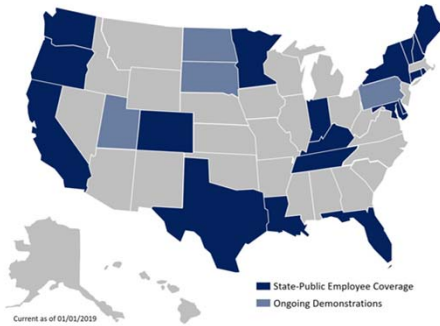 State-Public Employee Coverage
Ongoing Demonstrations
Current as of 01/01/2019